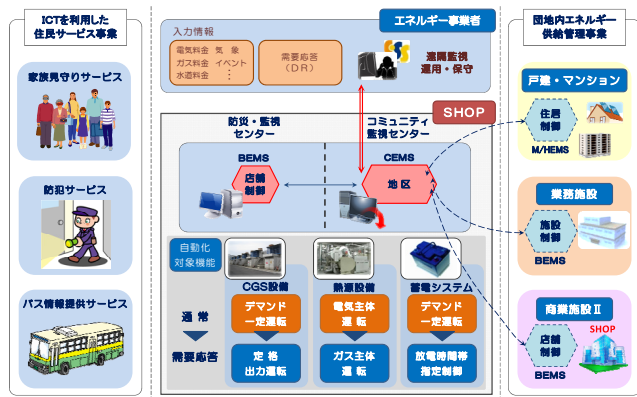 ICTを利用した
住民サービス事業
家族見守りサービス
防犯サービス
バス情報提供サービス
エネルギー事業者
入力情報
電気料金 気 象
ガス料金 イベント
水道料金 ⋮
需要応答
（DR）
遠隔監視
運用・保守
SHOP
防災・監視
センター
コミュニティ
監視センター
BEMS
店舗
制御
CEMS
地 区
自動化
対象機能
CGS設備
熱源設備
蓄電システム
通 常
デマンド
一定運転
電気主体
運 転
デマンド
一定運転
需要応答
定 格
出力運転
ガス主体
運 転
放電時間帯
指定制御
団地内エネルギー
供給管理事業
戸建・マンション
住居
制御
M/HEMS
業務施設
施設
制御
BEMS
商業施設Ⅱ
店舗
制御
SHOP
BEMS